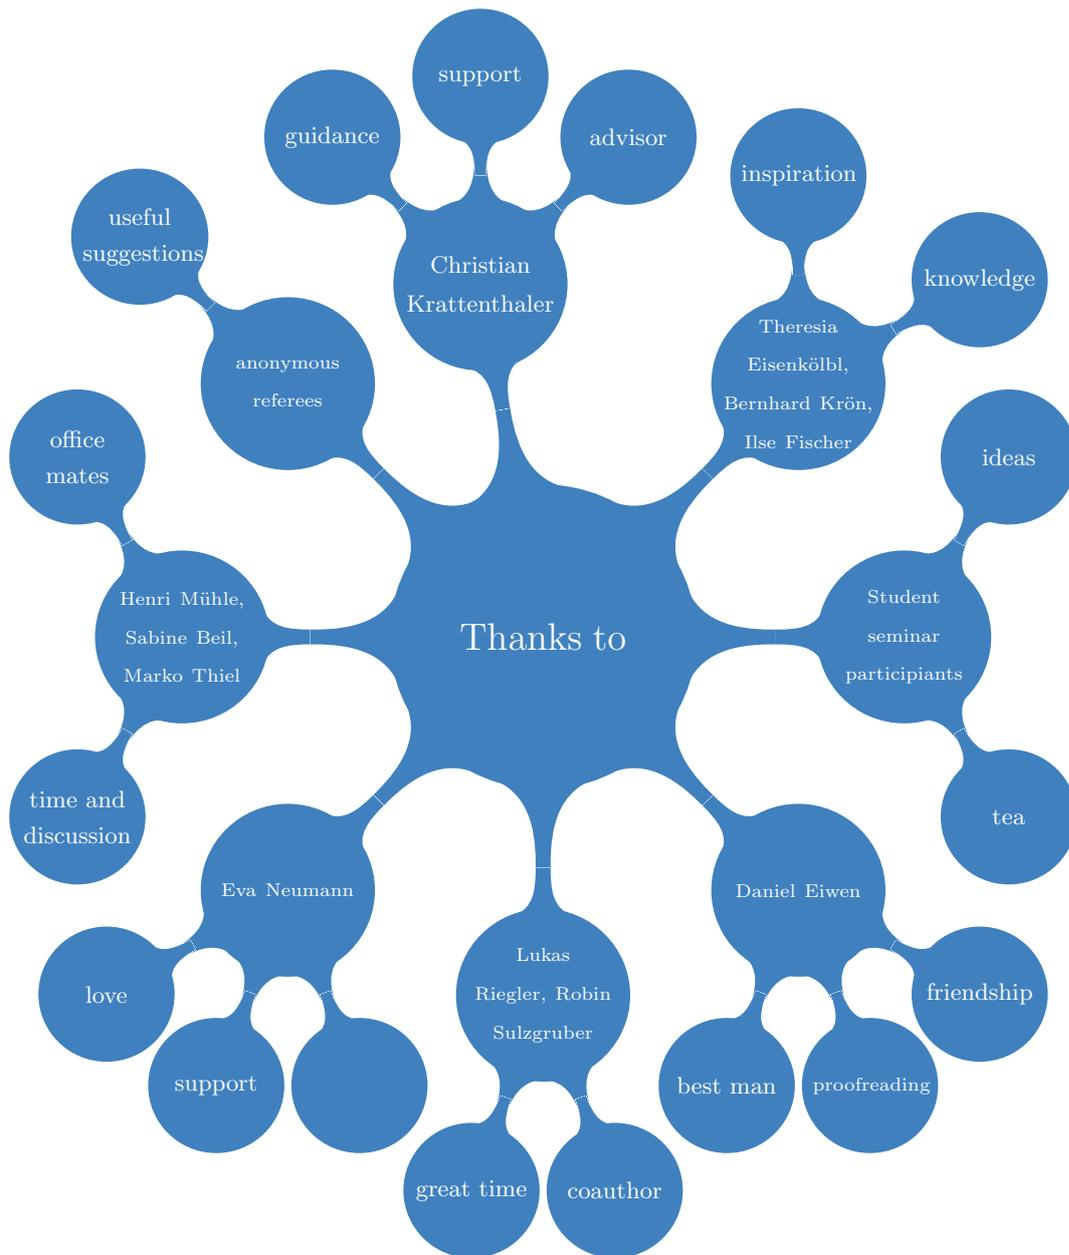 support
guidance
advisor
inspiration
useful
suggestions
Christian
Krattenthaler
knowledge
Theresia
Eisenkölbl,
Bernhard Krön,
Ilse Fischer
anonymous
referees
office
mates
ideas
Henri Mühle,
Sabine Beil,
Marko Thiel
Thanks to
Student
seminar
participiants
time and
discussion
tea
Eva Neumann
Daniel Eiwen
Lukas
Riegler, Robin
Sulzgruber
love
friendship
support
best man
proofreading
great time
coauthor